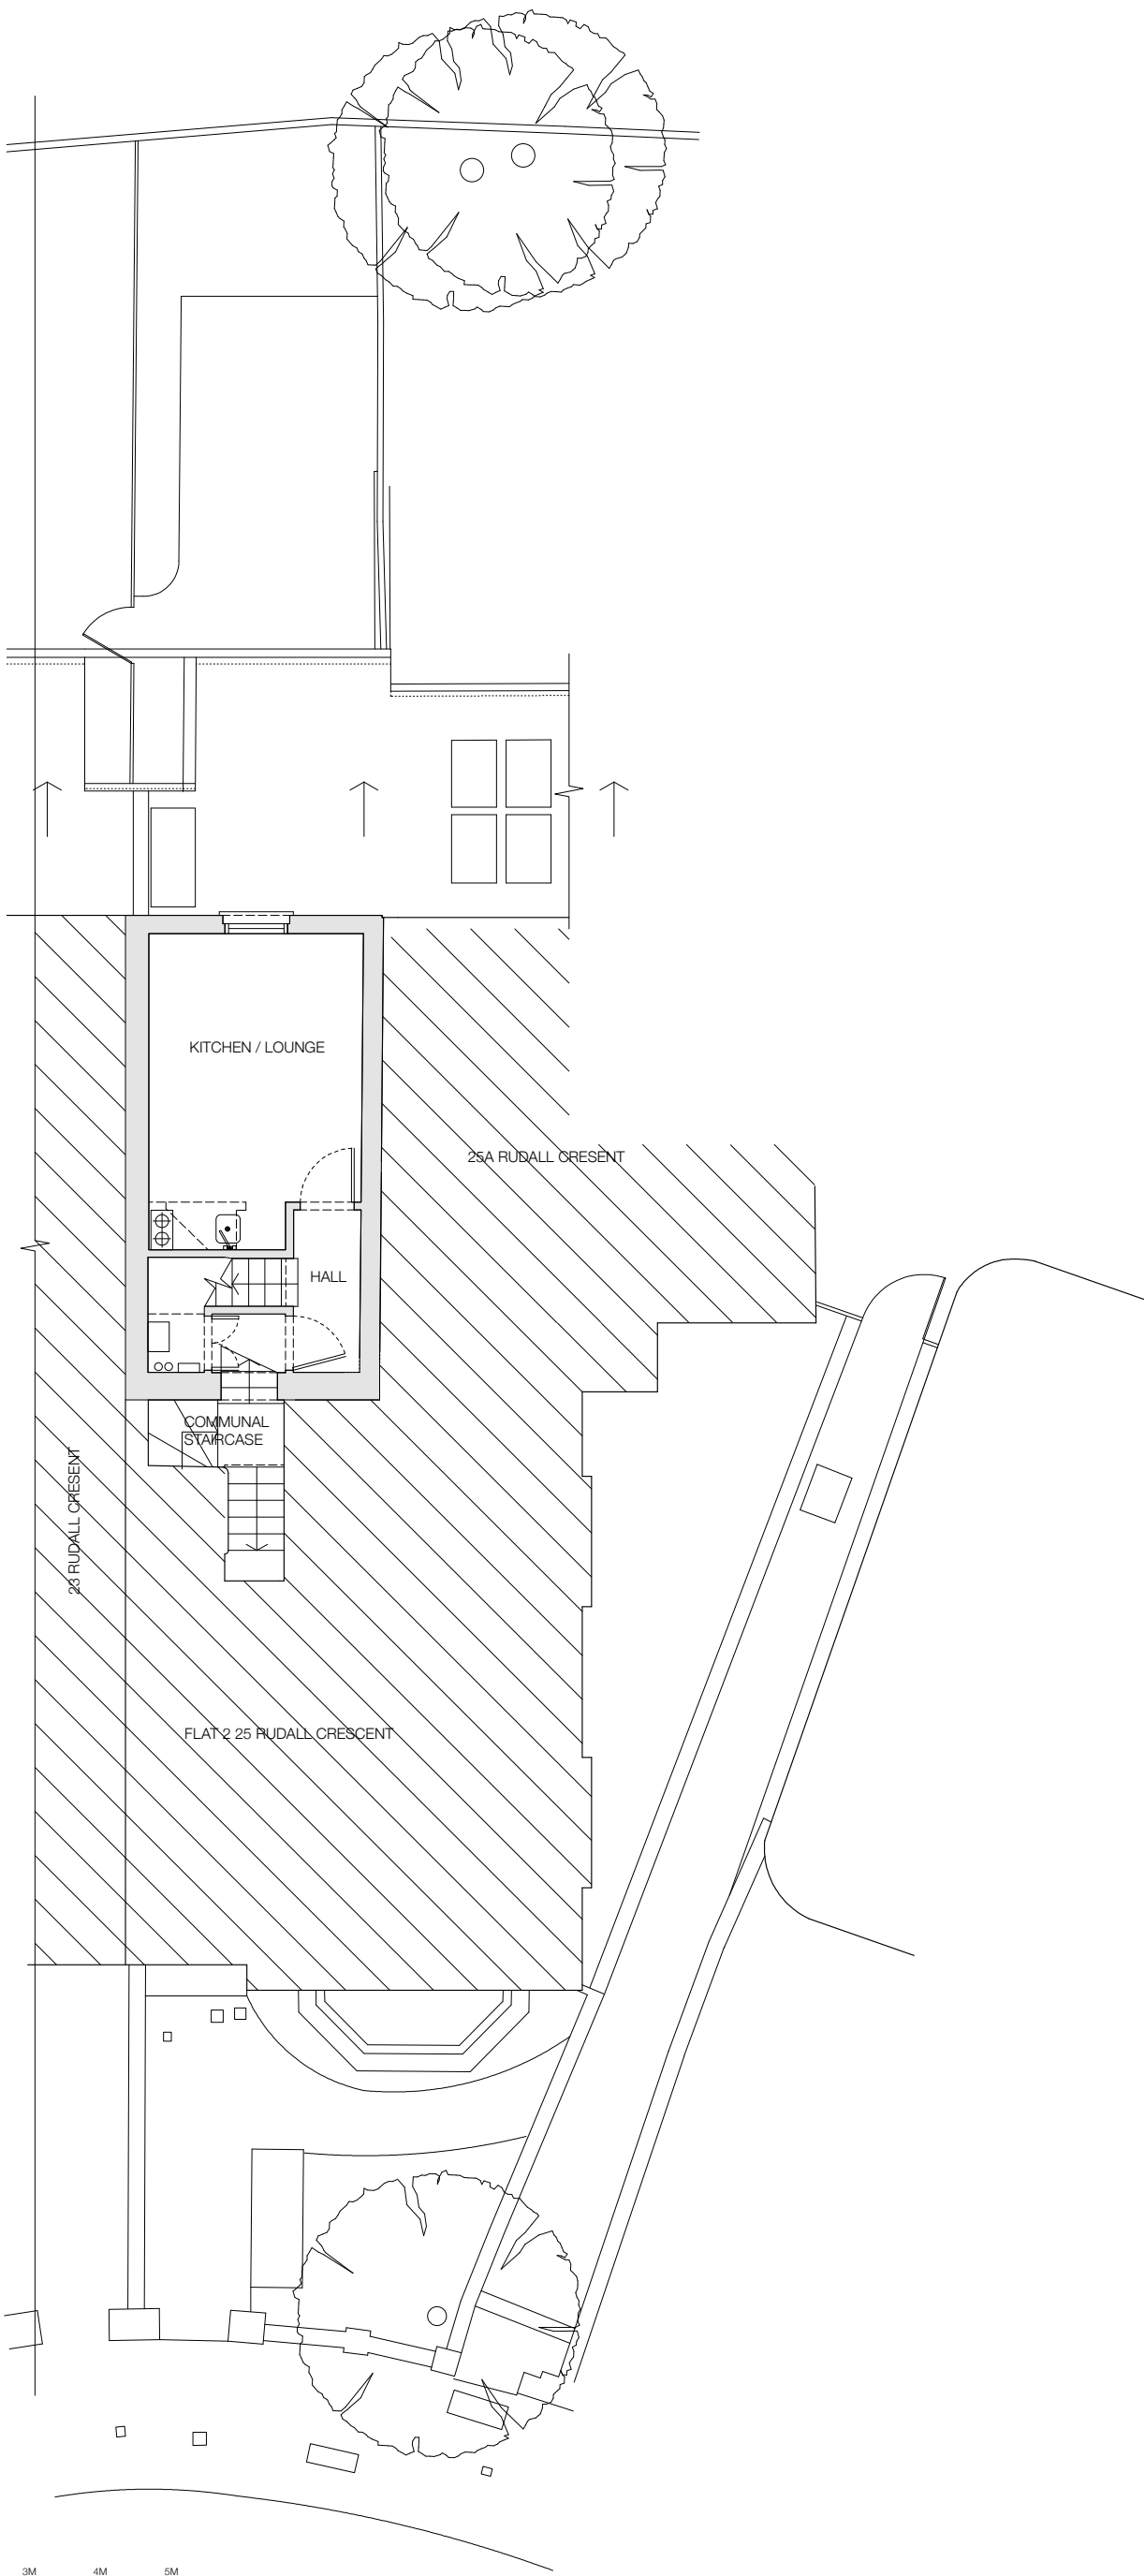 KITCHEN / LOUNGE
25A RUDALL CRESENT
HALL
COMMUNAL
STAIRCASE
23 RUDALL CRESENT
FLAT 2 25 RUDALL CRESCENT
3M 4M 5M